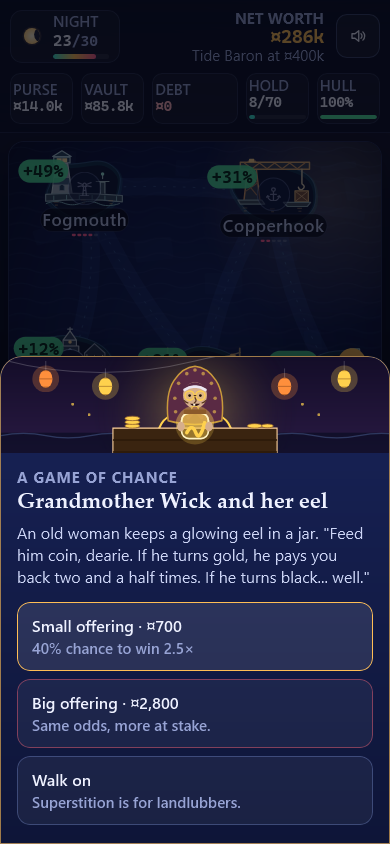 NIGHT
23/30
NET WORTH
¤286k
Tide Baron at ¤400k
PURSE
¤14.0k
VAULT
¤85.8k
DEBT
¤0
HOLD
8/70
HULL
100%
+49%
Fogmouth
+31%
Copperhook
+12%
A GAME OF CHANCE
Grandmother Wick and her eel
An old woman keeps a glowing eel in a jar. "Feed
him coin, dearie. If he turns gold, he pays you
back two and a half times. If he turns black... well."
Small offering · ¤700
40% chance to win 2.5×
Big offering · ¤2,800
Same odds, more at stake.
Walk on
Superstition is for landlubbers.